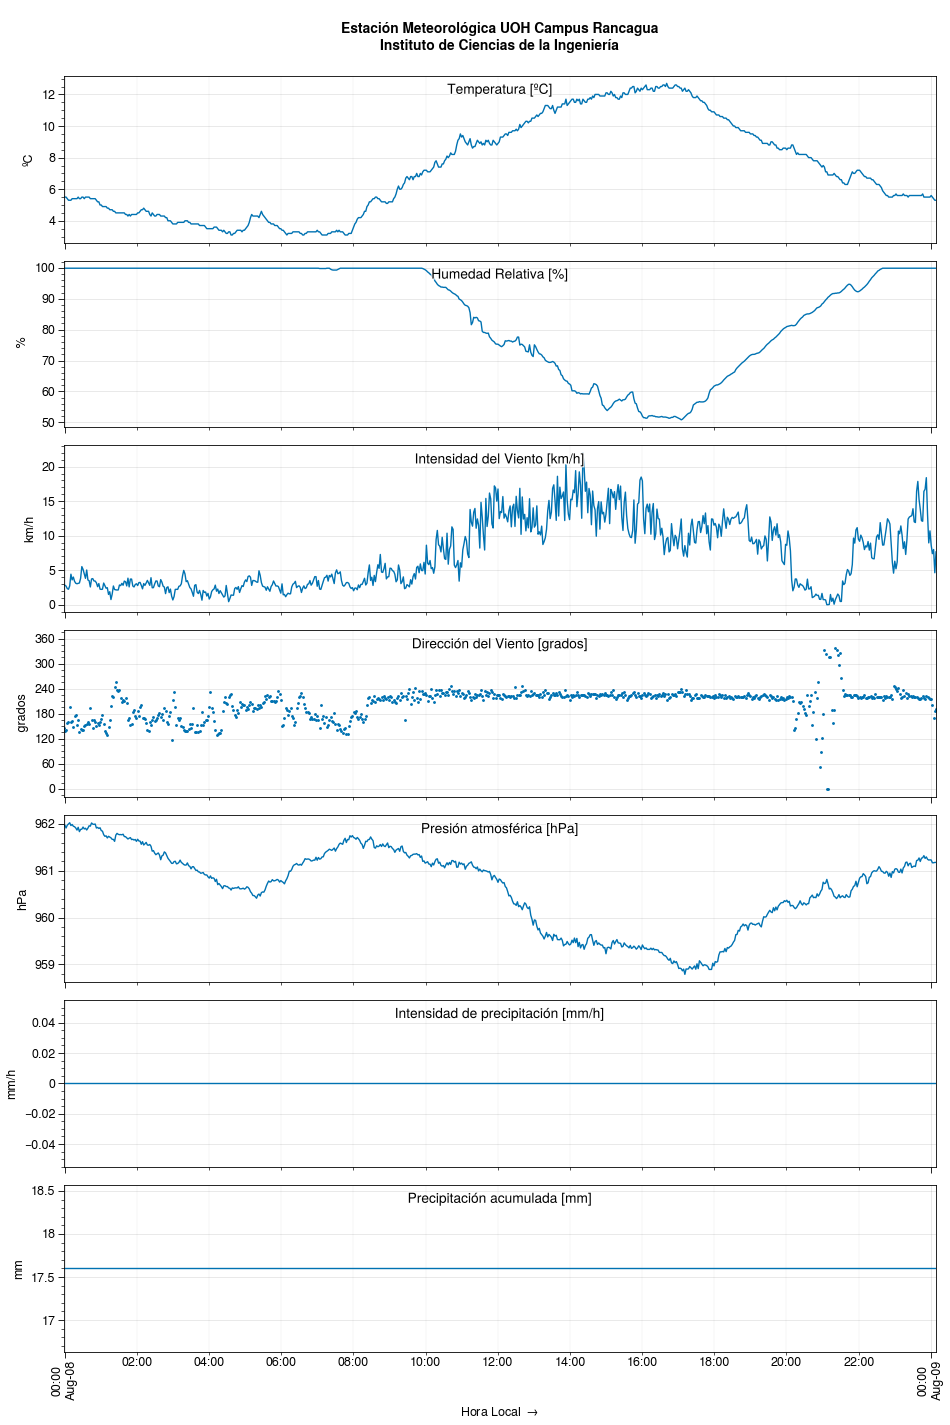 Estación Meteorológica UOH Campus Rancagua
Instituto de Ciencias de la Ingeniería
Temperatura [ºC]
12
10
8
6
4
ºC
Humedad Relativa [%]
100
90
80
70
60
50
%
Intensidad del Viento [km/h]
20
15
10
5
0
km/h
Dirección del Viento [grados]
360
300
240
180
120
60
0
grados
Presión atmosférica [hPa]
962
961
960
959
hPa
Intensidad de precipitación [mm/h]
0.04
0.02
0
−0.02
−0.04
mm/h
Precipitación acumulada [mm]
18.5
18
17.5
17
mm
00:00
Aug-08
02:00
04:00
06:00
08:00
10:00
12:00
14:00
16:00
18:00
20:00
22:00
00:00
Aug-09
Hora Local →